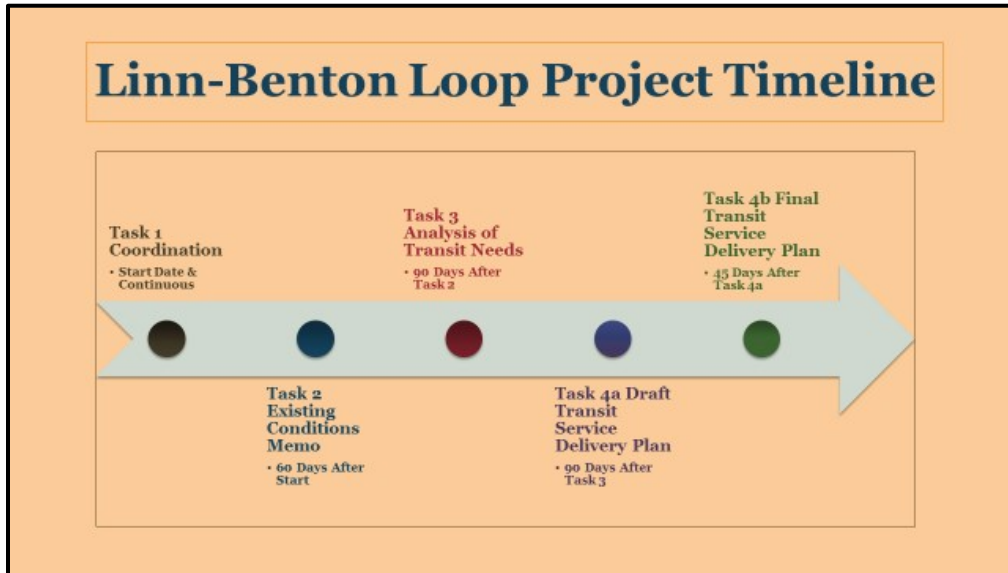 Linn-Benton Loop Project Timeline
Task 1
Coordination
• Start Date &
Continuous
Task 2
Existing
Conditions
Memo
• 60 Days After
Start
Task 3
Analysis of
Transit Needs
• 90 Days After
Task 2
Task 4a Draft
Transit
Service
Delivery Plan
• 90 Days After
Task 3
Task 4b Final
Transit
Service
Delivery Plan
• 45 Days After
Task 4a